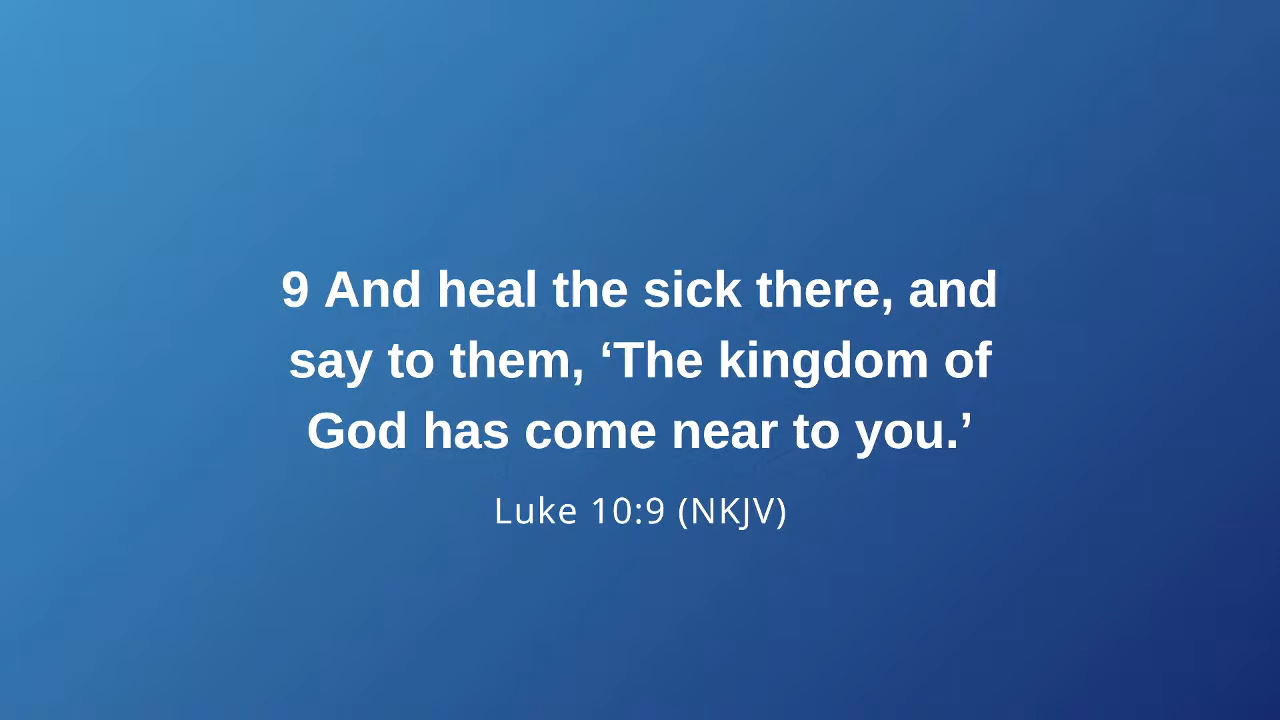 9 And heal the sick there, and
say to them, ‘The kingdom of
God has come near to you.’
Luke 10:9 (NKJV)